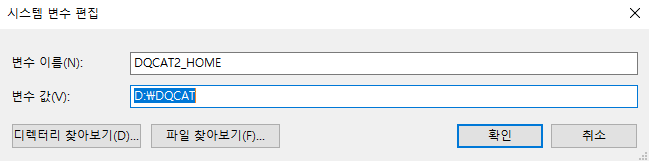 시스템 변수 편집
변수 이름(N): DQCAT2_HOME
변수 값(V): D:₩DQCAT
디렉터리 찾아보기(D)... 파일 찾아보기(F)... 확인 취소